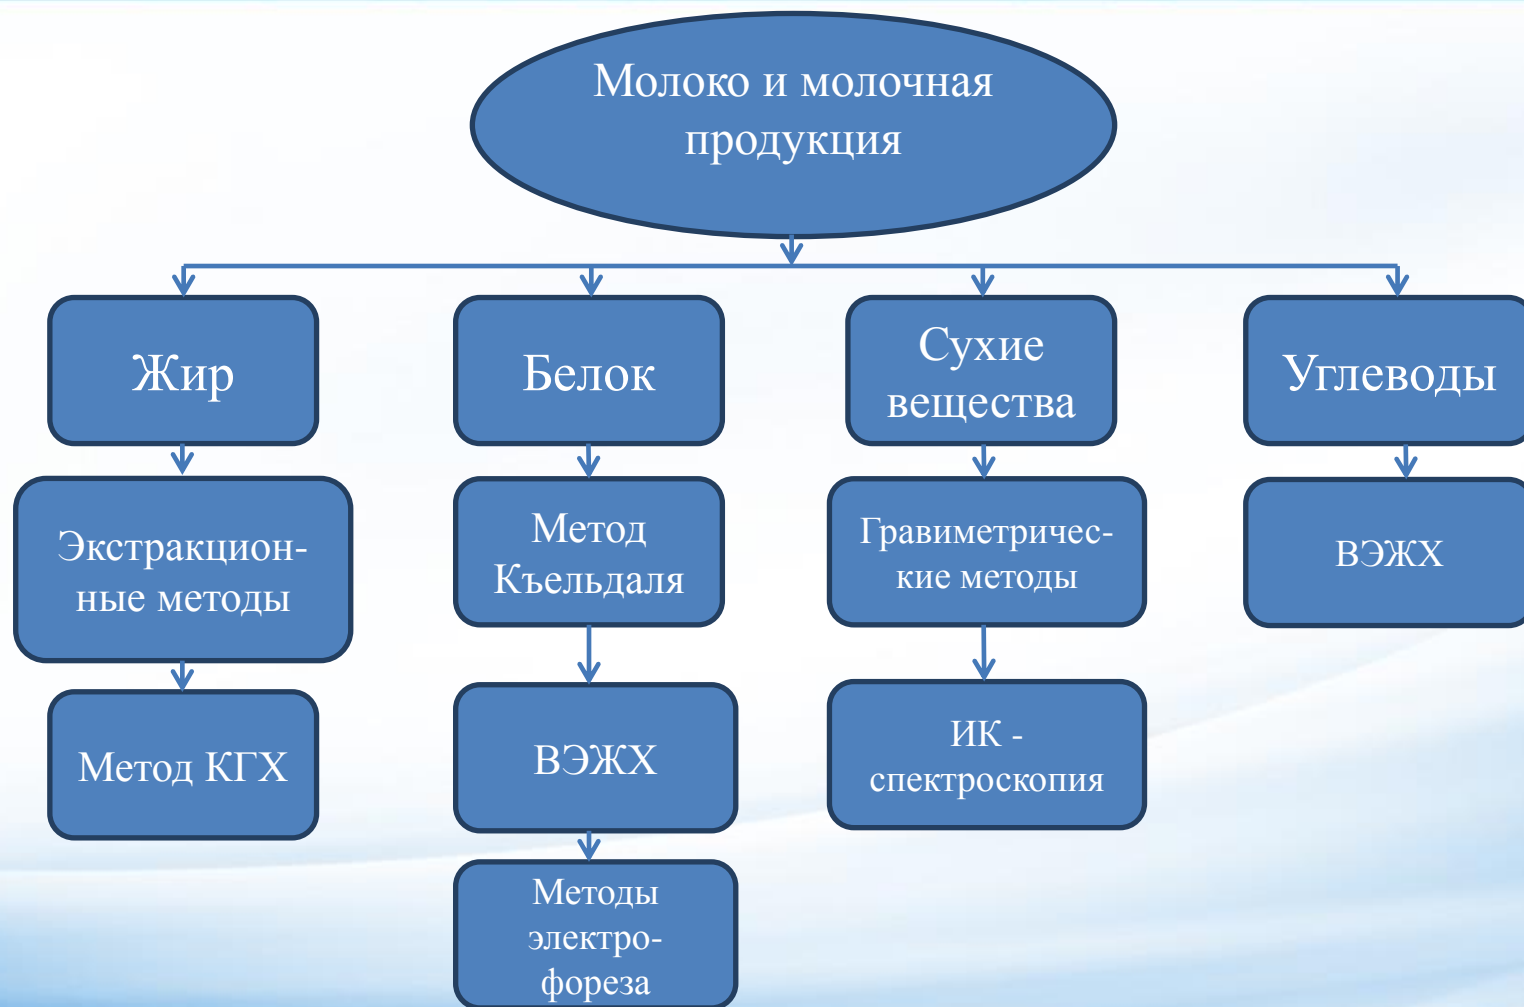 Молоко и молочная
продукция
Жир
Белок
Сухие
вещества
Углеводы
Экстракцион-
ные методы
Метод
Къельдаля
Гравиметричес-
кие методы
ВЭЖХ
Метод КГХ
ВЭЖХ
ИК -
спектроскопия
Методы
электро-
фореза